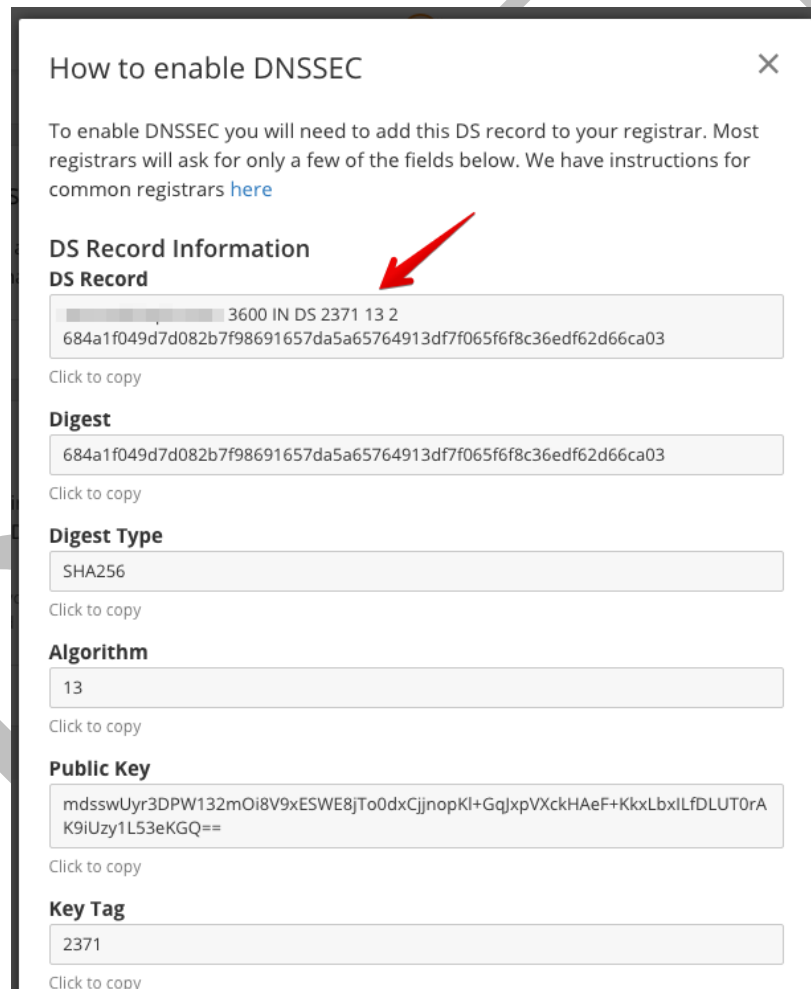 How to enable DNSSEC
To enable DNSSEC you will need to add this DS record to your registrar. Most
registrars will ask for only a few of the fields below. We have instructions for
common registrars here
DS Record Information
DS Record
3600 IN DS 2371 13 2
684a1f049d7d082b7f98691657da5a65764913df7f065f6f8c36edf62d66ca03
Click to copy
Digest
684a1f049d7d082b7f98691657da5a65764913df7f065f6f8c36edf62d66ca03
Click to copy
Digest Type
SHA256
Click to copy
Algorithm
13
Click to copy
Public Key
mdsswUyr3DPW132mOi8V9xESWE8jTo0dxCjjnopKl+GqJxpVXckHAeF+KkxLbxILfDLUT0rA
K9iUzy1L53eKGQ==
Click to copy
Key Tag
2371
Click to copy